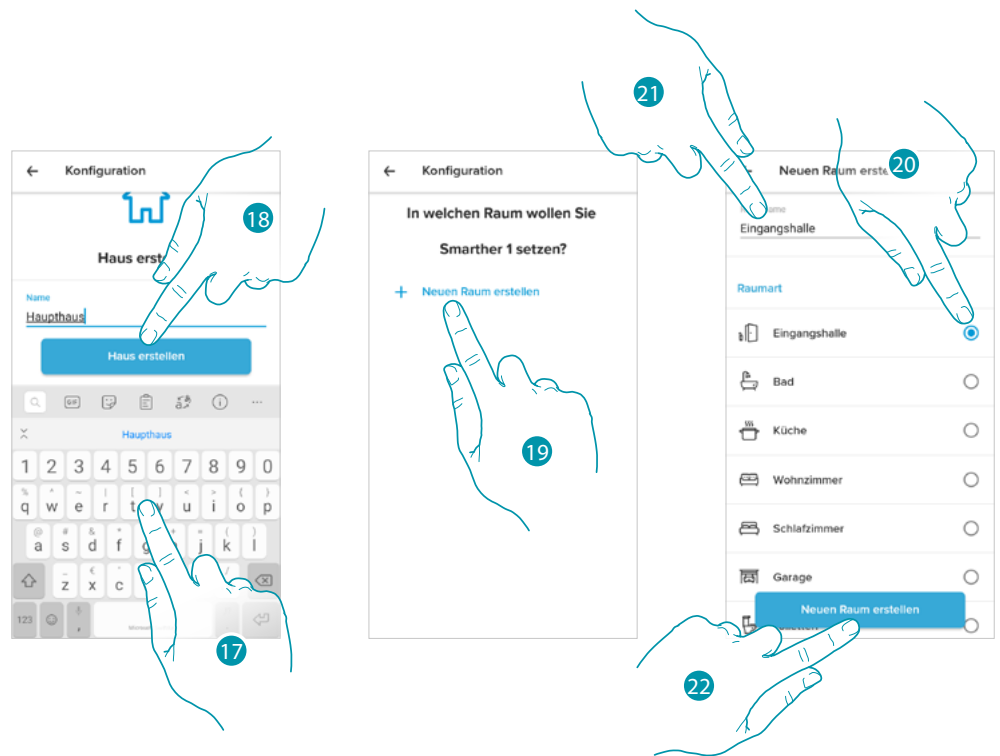 Konfiguration
18
Haus erst
Name
Haupthaus
Haus erstellen
GIF
Haupthaus
1 2 3 4 5 6 7 8 9 0
q w e r t y u i o p
a s d f g j k l
z x c
123
17
Konfiguration
In welchen Raum wollen Sie
Smarther 1 setzen?
+ Neuen Raum erstellen
19
21
20
Neuen Raum erste
Eingangshalle
Raumart
Eingangshalle
Bad
Küche
Wohnzimmer
Schlafzimmer
Garage
Neuen Raum erstellen
22